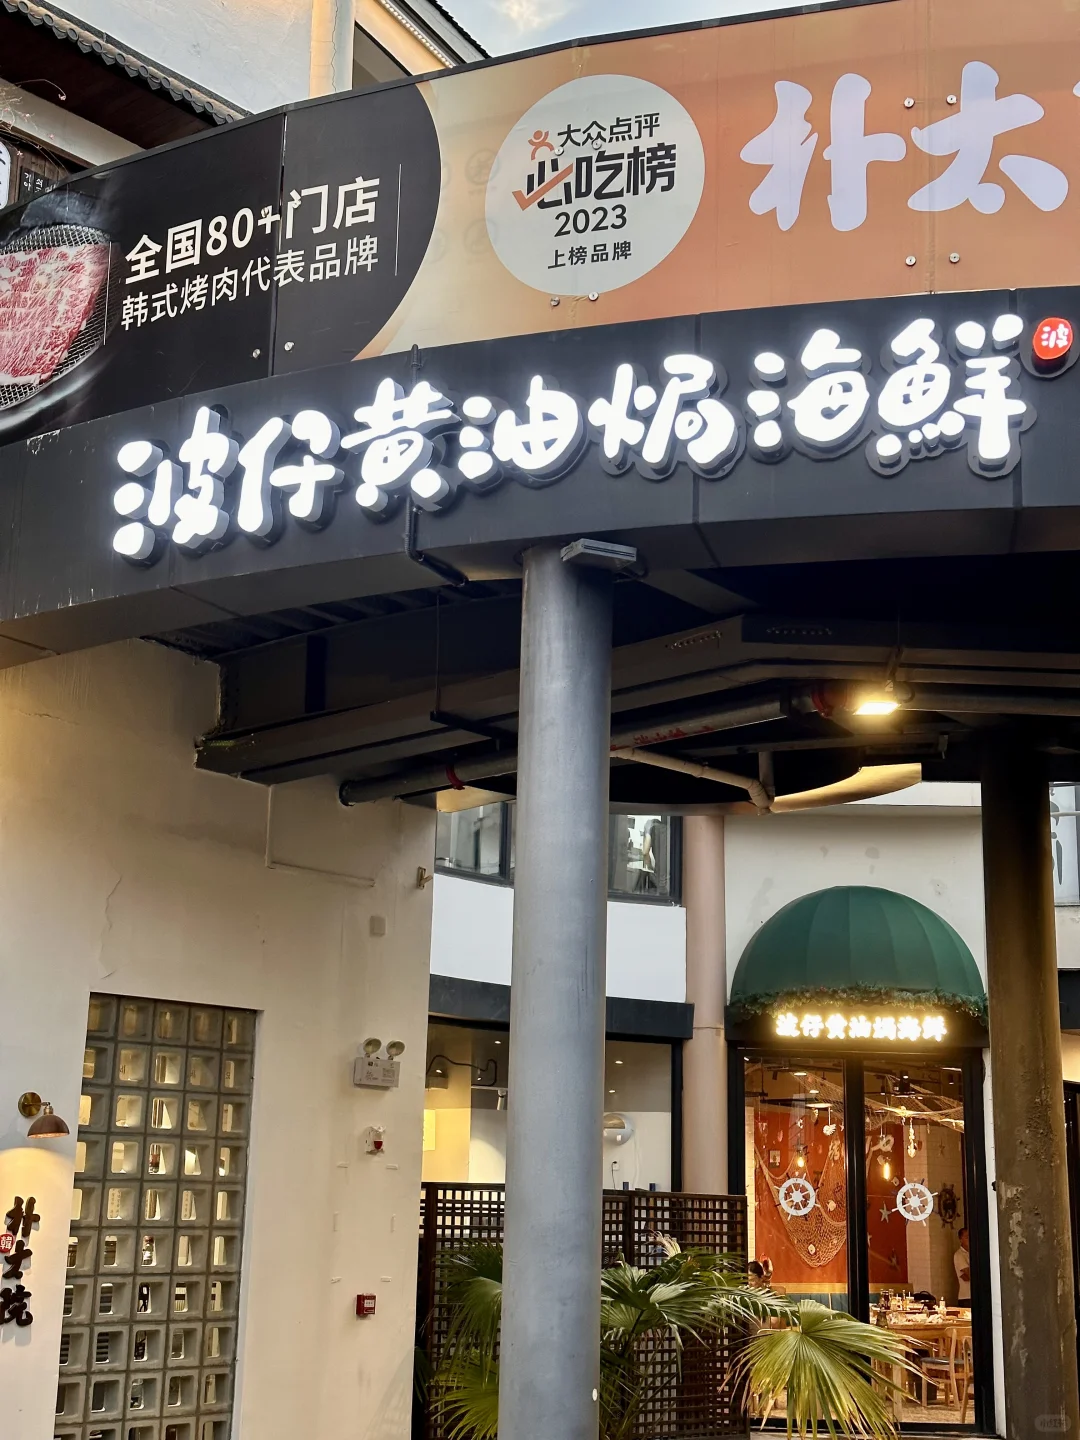 大众点评
必吃榜
2023
上榜品牌
朴大
全国80+门店
韩式烤肉代表品牌
波仔黄油焗海鲜
波
波仔黄油焗海鲜
朴大院
韓